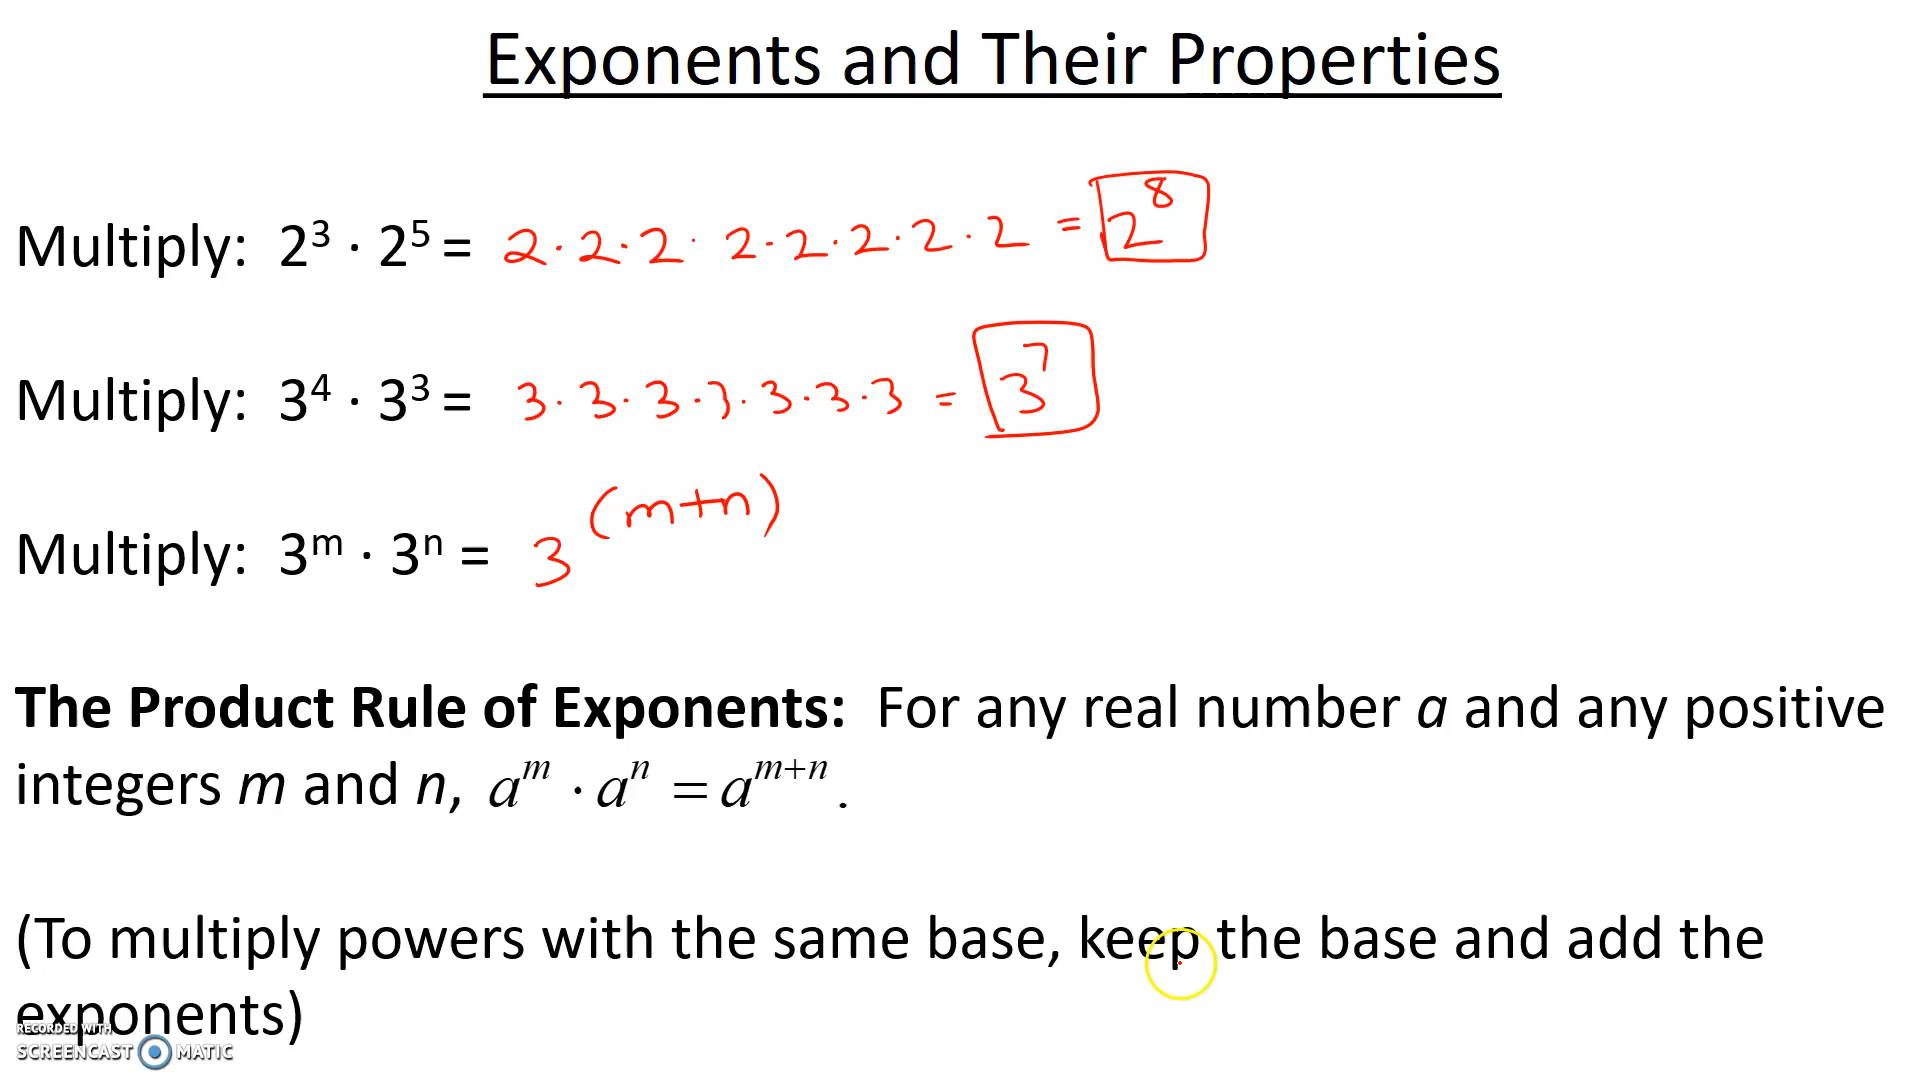 Exponents and Their Properties
Multiply: 2³ · 2⁵ = 2·2·2· 2·2·2·2·2 = 2⁸
Multiply: 3⁴ · 3³ = 3·3·3·3·3·3·3 = 3⁷
Multiply: 3ᵐ · 3ⁿ = 3⁽ᵐ⁺ⁿ⁾
The Product Rule of Exponents: For any real number a and any positive
integers m and n, aᵐ · aⁿ = aᵐ⁺ⁿ.
(To multiply powers with the same base, keep the base and add the
exponents)
RECORDED WITH
SCREENCAST MATIC